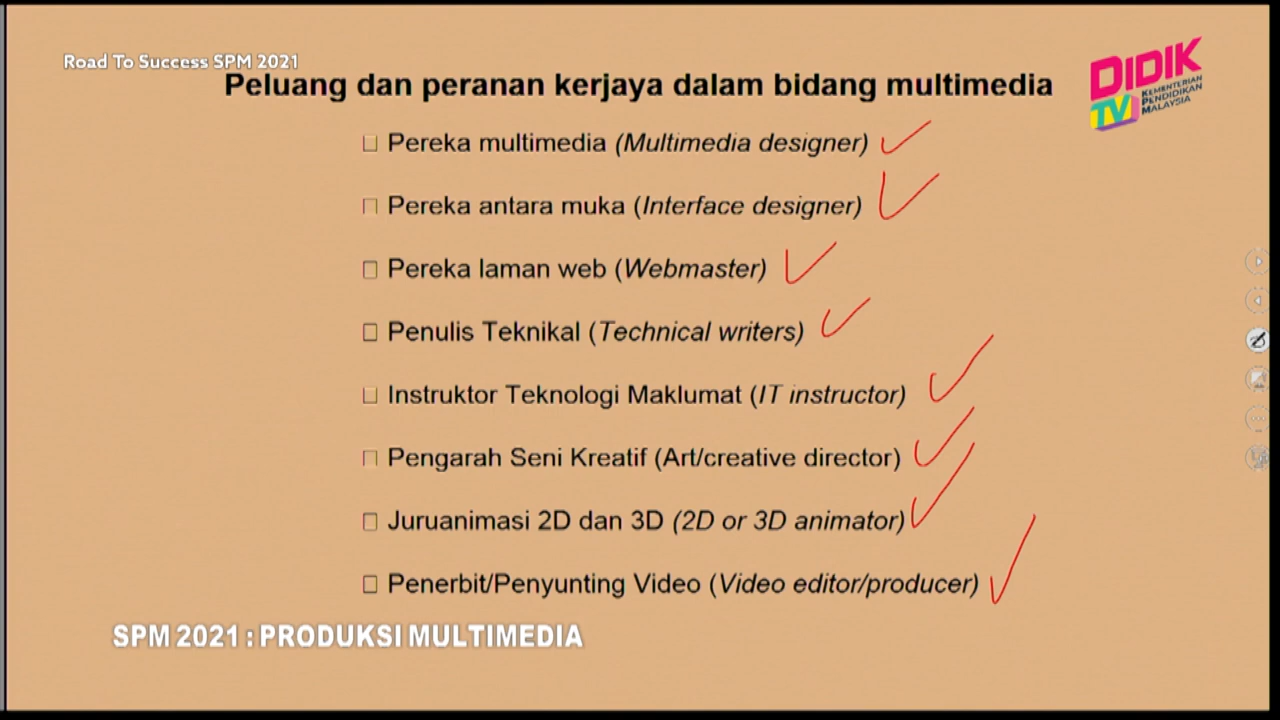 Road To Success SPM 2021
Peluang dan peranan kerjaya dalam bidang multimedia
DIDIK
TV
KEMENTERIAN
PENDIDIKAN
MALAYSIA
Pereka multimedia (Multimedia designer)
Pereka antara muka (Interface designer)
Pereka laman web (Webmaster)
Penulis Teknikal (Technical writers)
Instruktor Teknologi Maklumat (IT instructor)
Pengarah Seni Kreatif (Art/creative director)
Juruanimasi 2D dan 3D (2D or 3D animator)
Penerbit/Penyunting Video (Video editor/producer)
SPM 2021 : PRODUKSI MULTIMEDIA